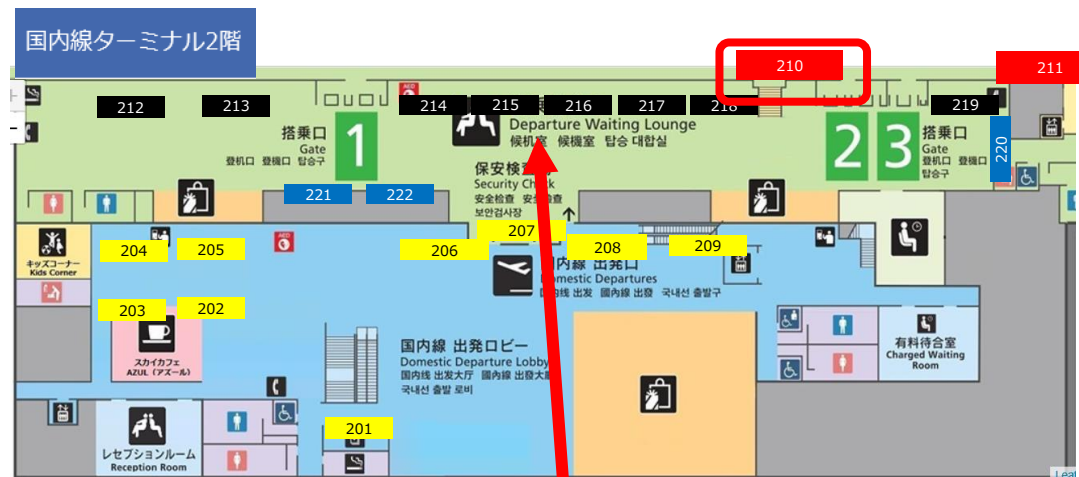 国内線ターミナル2階
210
211
212
213
214
215
216
217
218
219
220
AED
搭乗口
Gate
登机口 登機口 탑승구
1
Departure Waiting Lounge
候机室 候機室 탑승 대합실
2
3
搭乗口
Gate
登机口 登機口
탑승구
保安検査
Security Check
安全检查 安全檢查
보안검사장
221
222
204
205
AED
206
207
208
209
キッズコーナー
Kids Corner
国内線 出発口
Domestic Departures
国内线 出发 國內線 出發 국내선 출발구
203
202
スカイカフェ
AZUL (アズール)
国内線 出発ロビー
Domestic Departure Lobby
国内线 出发大厅 國內線 出發大
국내선 출발 로비
有料待合室
Charged Waiting
Room
201
レセプションルーム
Reception Room
Leaf